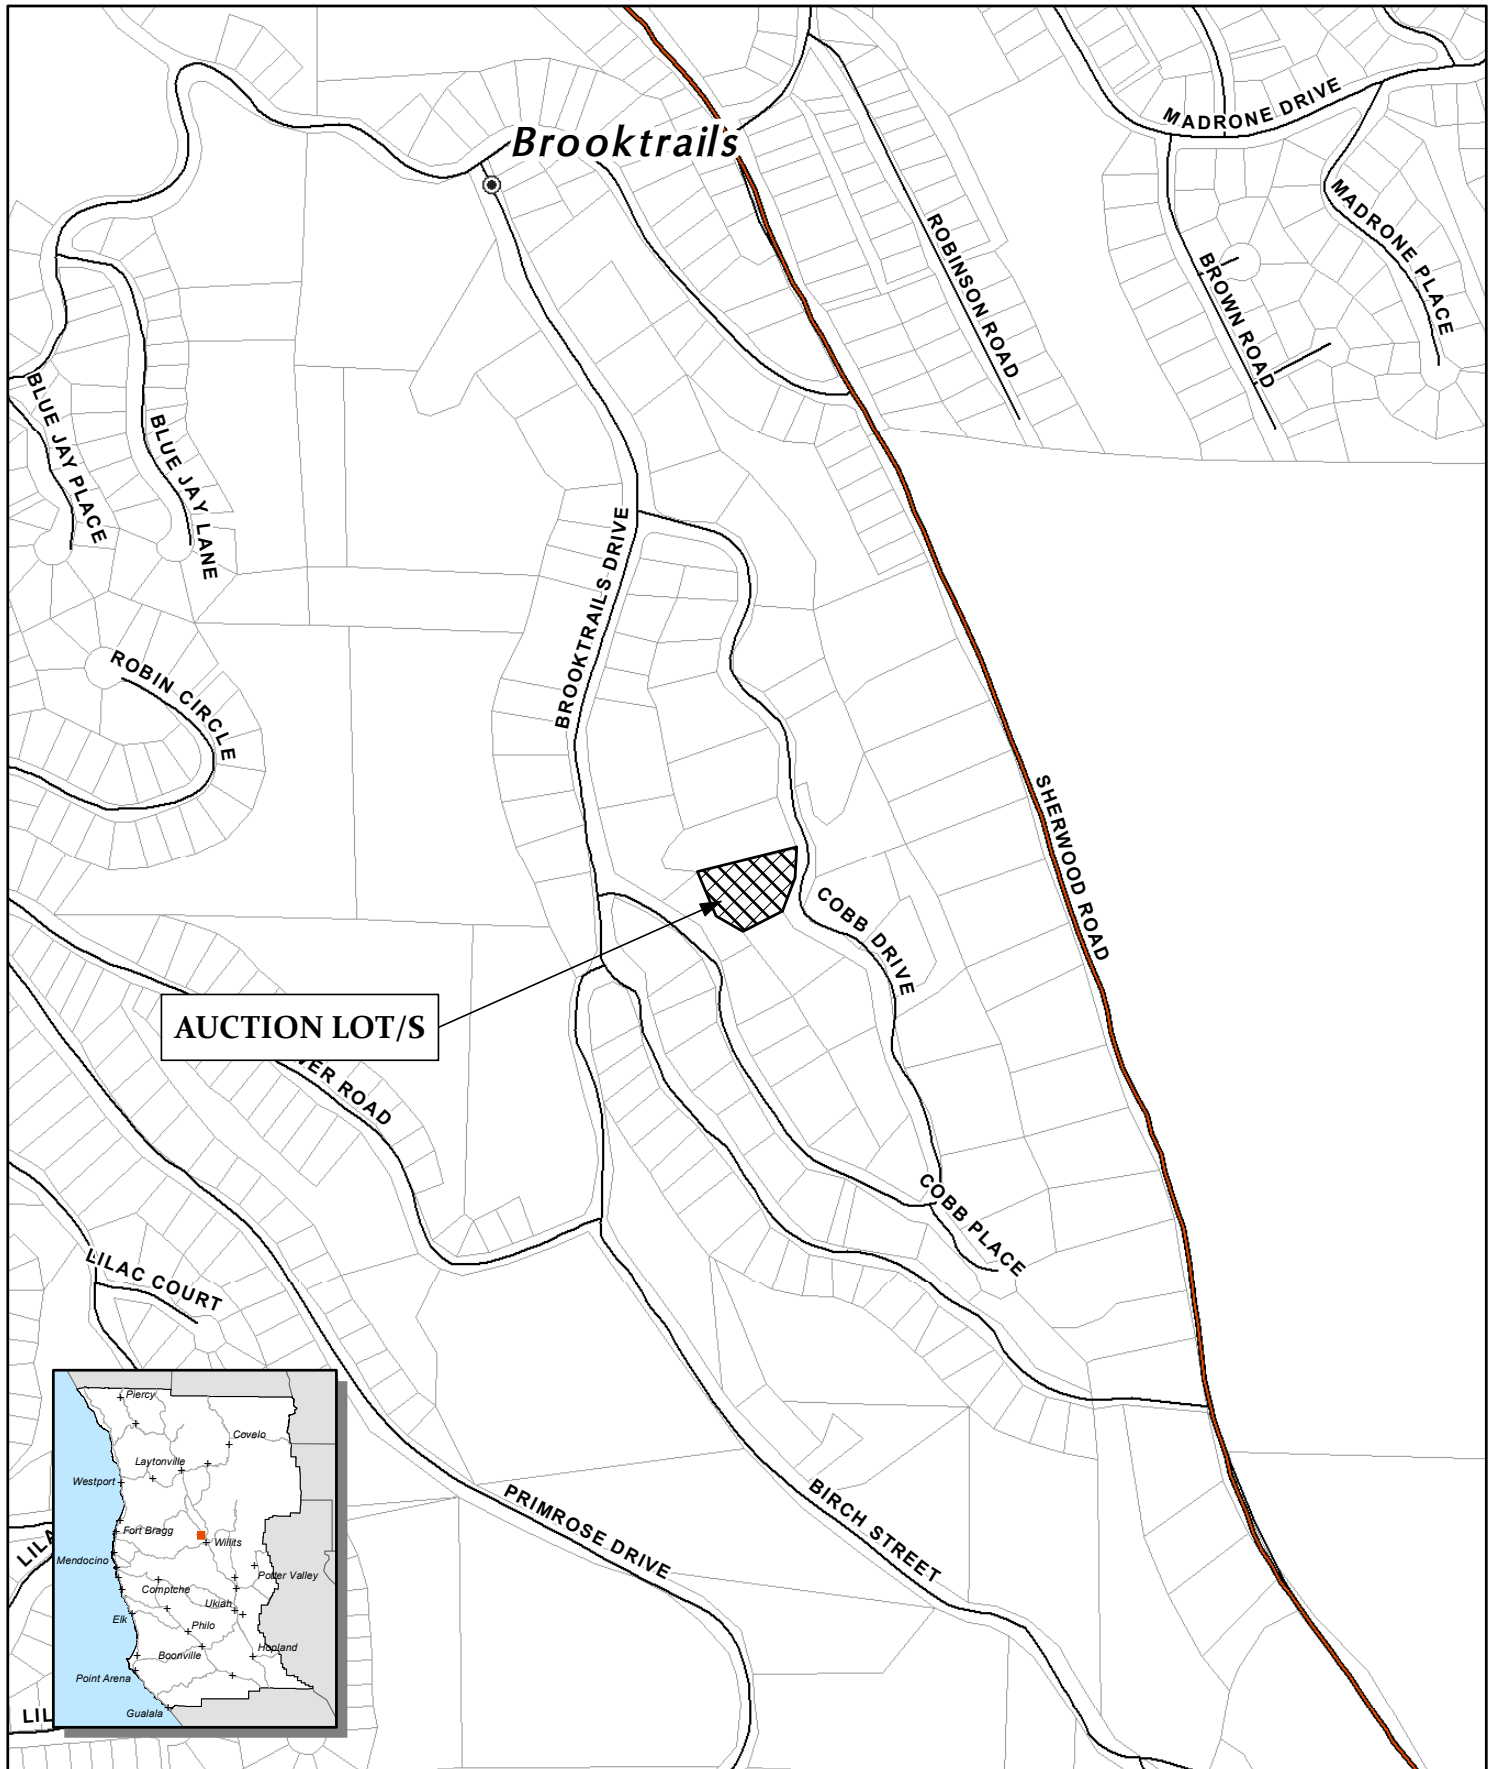 Brooktrails
MADRONE DRIVE
MADRONE PLACE
ROBINSON ROAD
BROWN ROAD
BLUE JAY PLACE
BLUE JAY LANE
BROOKTRAILS DRIVE
ROBIN CIRCLE
SHERWOOD ROAD
COBB DRIVE
AUCTION LOT/S
ROAD
COBB PLACE
LILAC COURT
PRIMROSE DRIVE
BIRCH STREET
Piercy
Covelo
Laytonville
Westport
Fort Bragg
Willits
Mendocino
Potter Valley
Comptche
Ukiah
Elk
Philo
Boonville
Hopland
Point Arena
Gualala